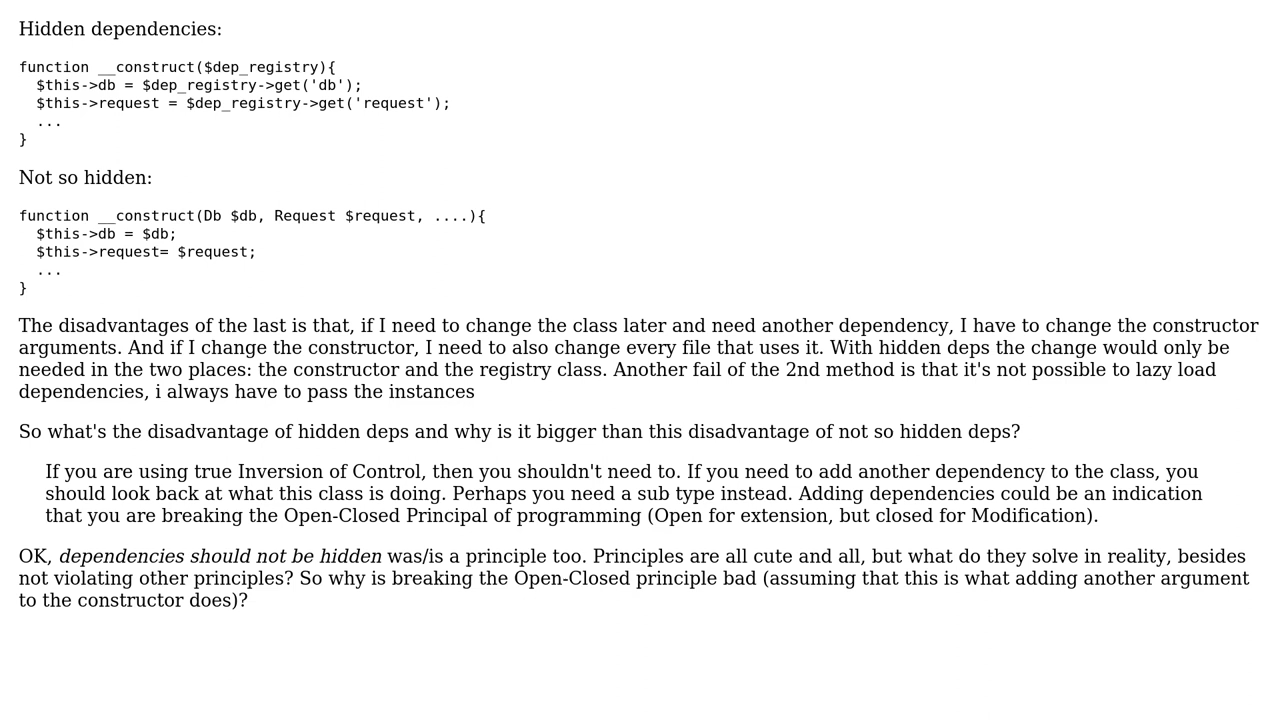 Hidden dependencies:
function __construct($dep_registry){
  $this->db = $dep_registry->get('db');
  $this->request = $dep_registry->get('request');
  ...
}
Not so hidden:
function __construct(Db $db, Request $request, ....){
  $this->db = $db;
  $this->request= $request;
  ...
}
The disadvantages of the last is that, if I need to change the class later and need another dependency, I have to change the constructor
arguments. And if I change the constructor, I need to also change every file that uses it. With hidden deps the change would only be
needed in the two places: the constructor and the registry class. Another fail of the 2nd method is that it's not possible to lazy load
dependencies, i always have to pass the instances
So what's the disadvantage of hidden deps and why is it bigger than this disadvantage of not so hidden deps?
If you are using true Inversion of Control, then you shouldn't need to. If you need to add another dependency to the class, you
should look back at what this class is doing. Perhaps you need a sub type instead. Adding dependencies could be an indication
that you are breaking the Open-Closed Principal of programming (Open for extension, but closed for Modification).
OK, dependencies should not be hidden was/is a principle too. Principles are all cute and all, but what do they solve in reality, besides
not violating other principles? So why is breaking the Open-Closed principle bad (assuming that this is what adding another argument
to the constructor does)?